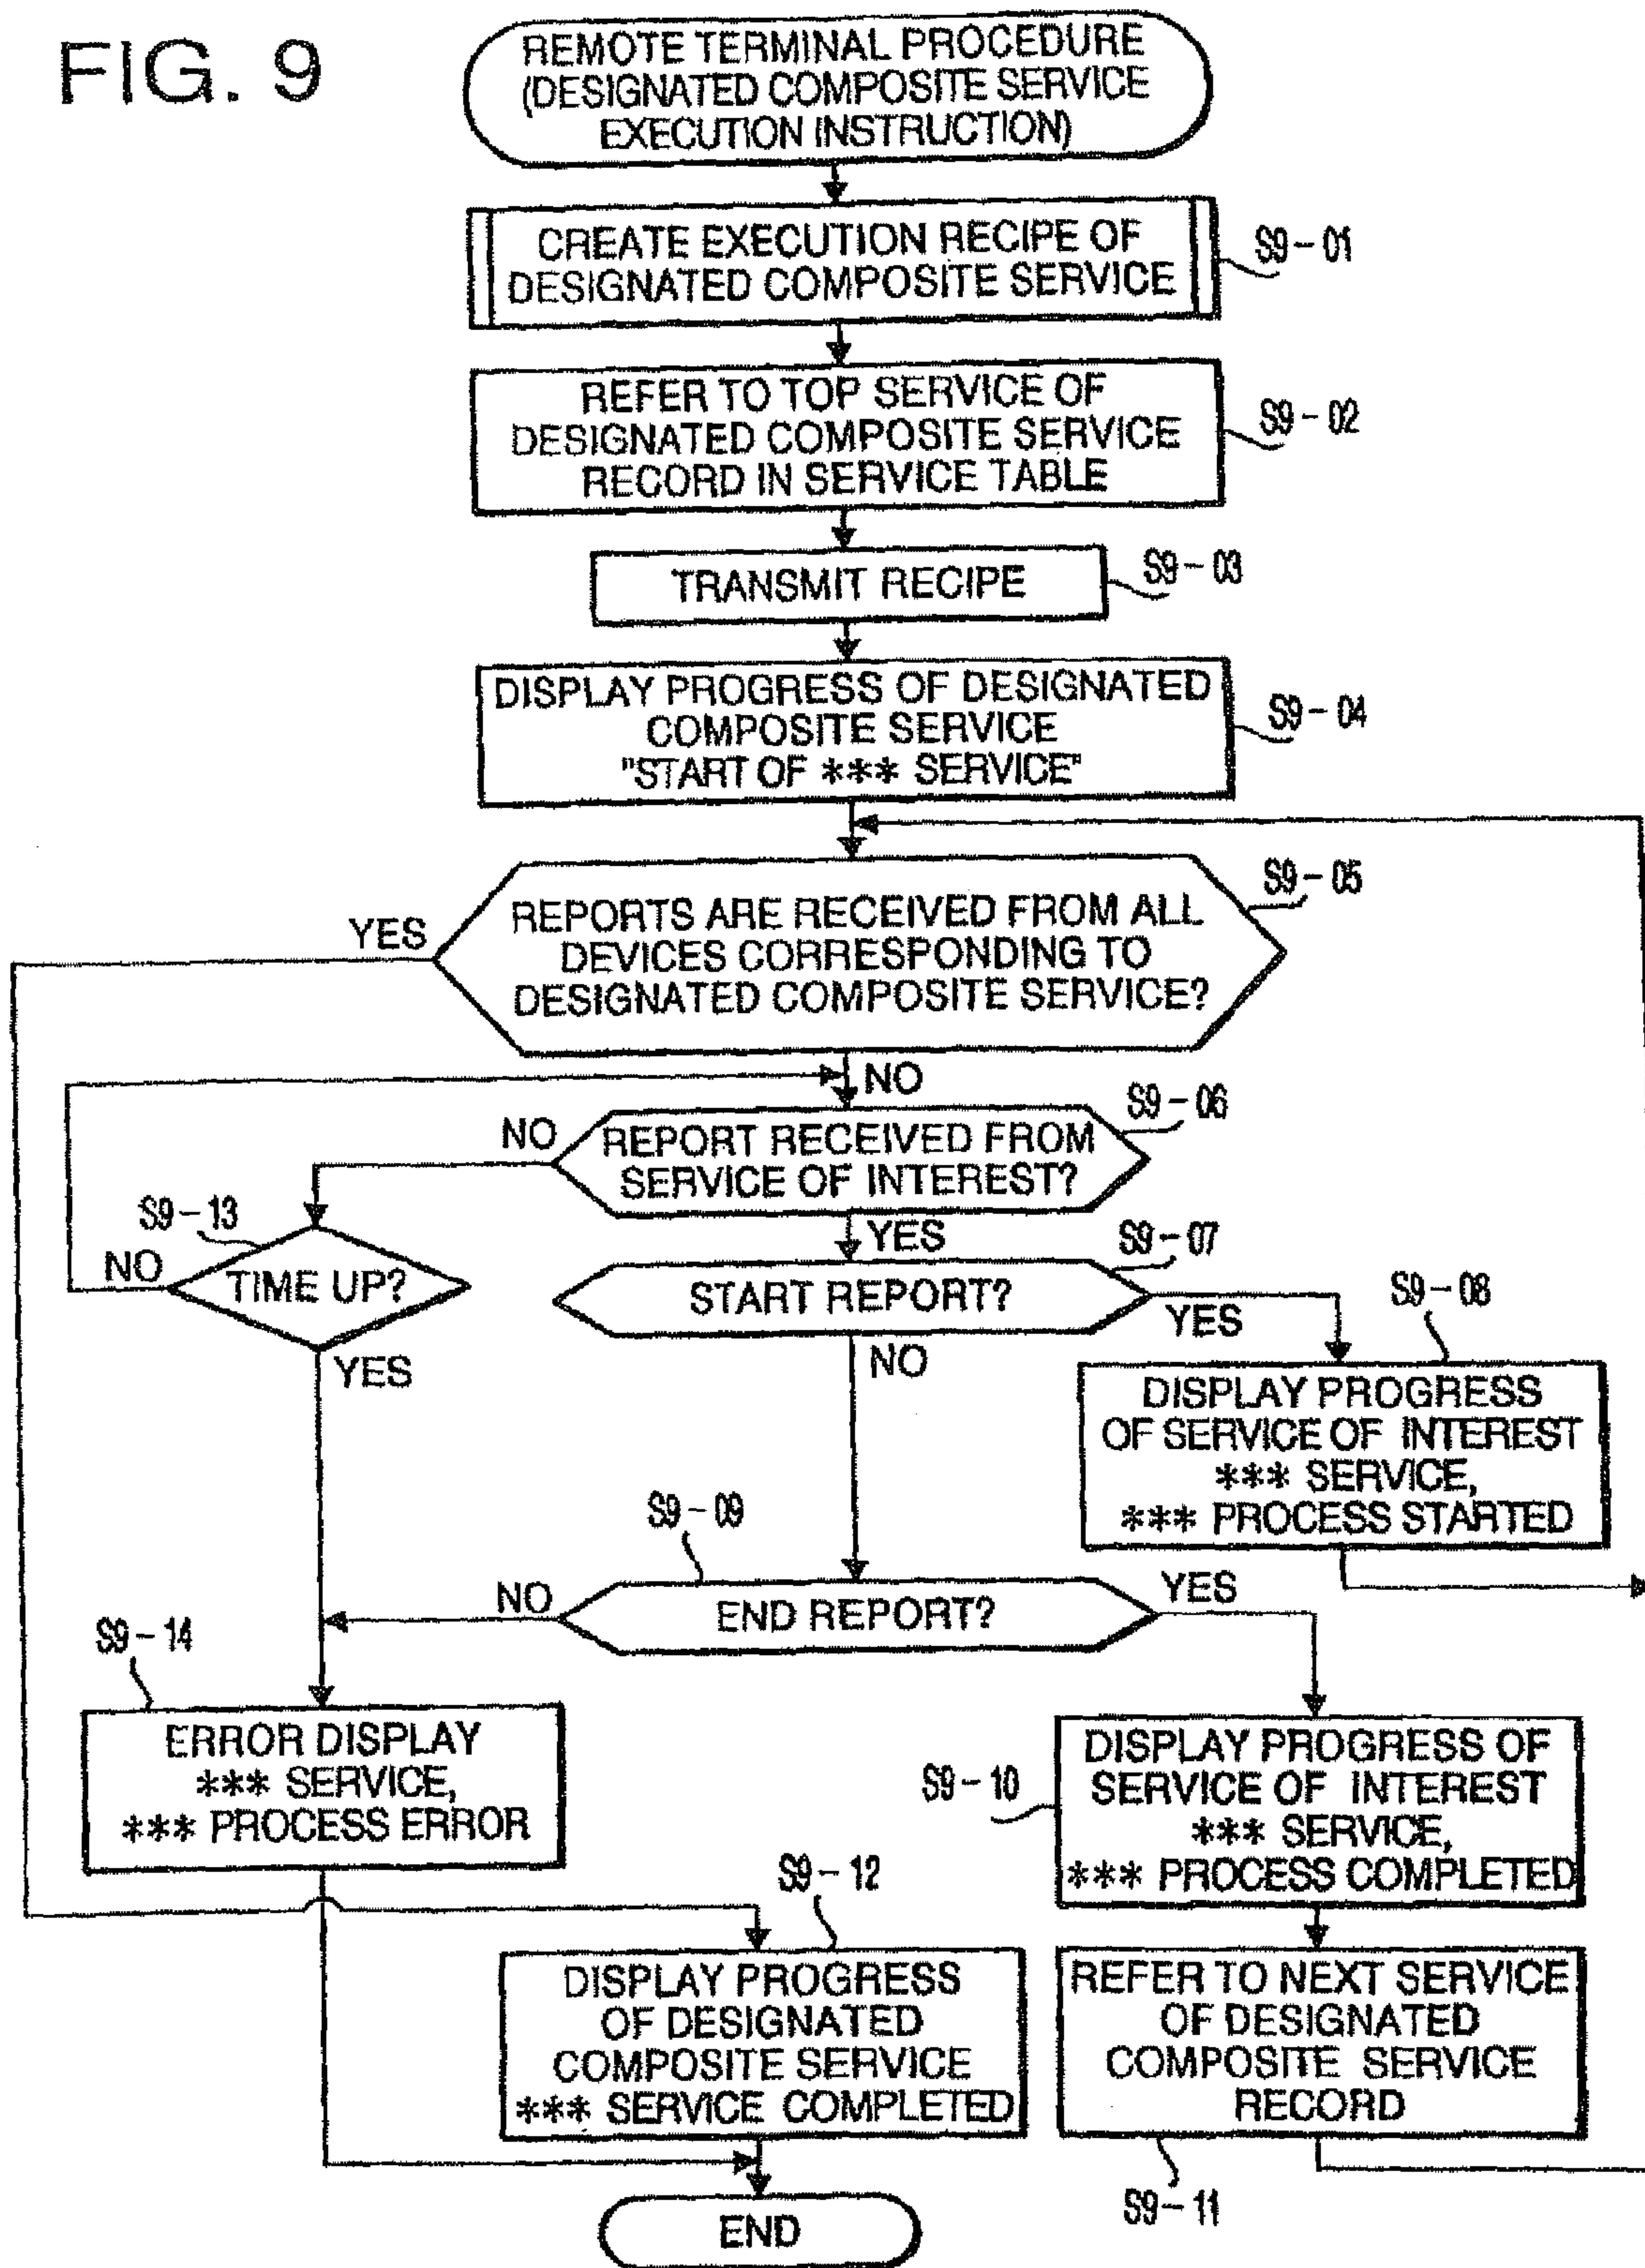 FIG. 9
REMOTE TERMINAL PROCEDURE
(DESIGNATED COMPOSITE SERVICE
EXECUTION INSTRUCTION)
CREATE EXECUTION RECIPE OF
DESIGNATED COMPOSITE SERVICE
S9-01
REFER TO TOP SERVICE OF
DESIGNATED COMPOSITE SERVICE
RECORD IN SERVICE TABLE
S9-02
TRANSMIT RECIPE
S9-03
DISPLAY PROGRESS OF DESIGNATED
COMPOSITE SERVICE
"START OF *** SERVICE"
S9-04
REPORTS ARE RECEIVED FROM ALL
DEVICES CORRESPONDING TO
DESIGNATED COMPOSITE SERVICE?
S9-05
YES
NO
REPORT RECEIVED FROM
SERVICE OF INTEREST?
S9-06
NO
YES
S9-13
TIME UP?
NO
YES
START REPORT?
S9-07
YES
NO
S9-08
DISPLAY PROGRESS
OF SERVICE OF INTEREST
*** SERVICE,
*** PROCESS STARTED
S9-09
END REPORT?
NO
YES
S9-14
ERROR DISPLAY
*** SERVICE,
*** PROCESS ERROR
S9-10
DISPLAY PROGRESS OF
SERVICE OF INTEREST
*** SERVICE,
*** PROCESS COMPLETED
S9-12
DISPLAY PROGRESS
OF DESIGNATED
COMPOSITE SERVICE
*** SERVICE COMPLETED
REFER TO NEXT SERVICE
OF DESIGNATED
COMPOSITE SERVICE
RECORD
S9-11
END